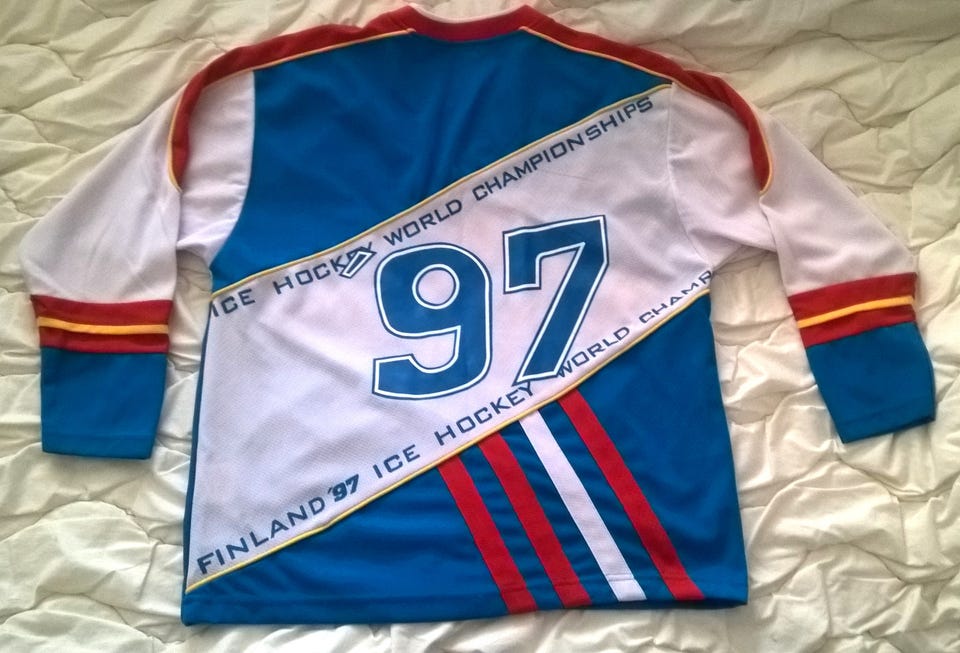 ICE HOCKEY WORLD CHAMPIONSHIPS
'97
FINLAND '97 ICE HOCKEY WORLD CHAMP